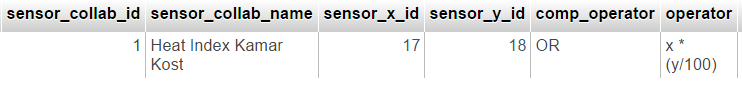 sensor_collab_id sensor_collab_name sensor_x_id sensor_y_id comp_operator operator
1 Heat Index Kamar Kost 17 18 OR x * (y/100)